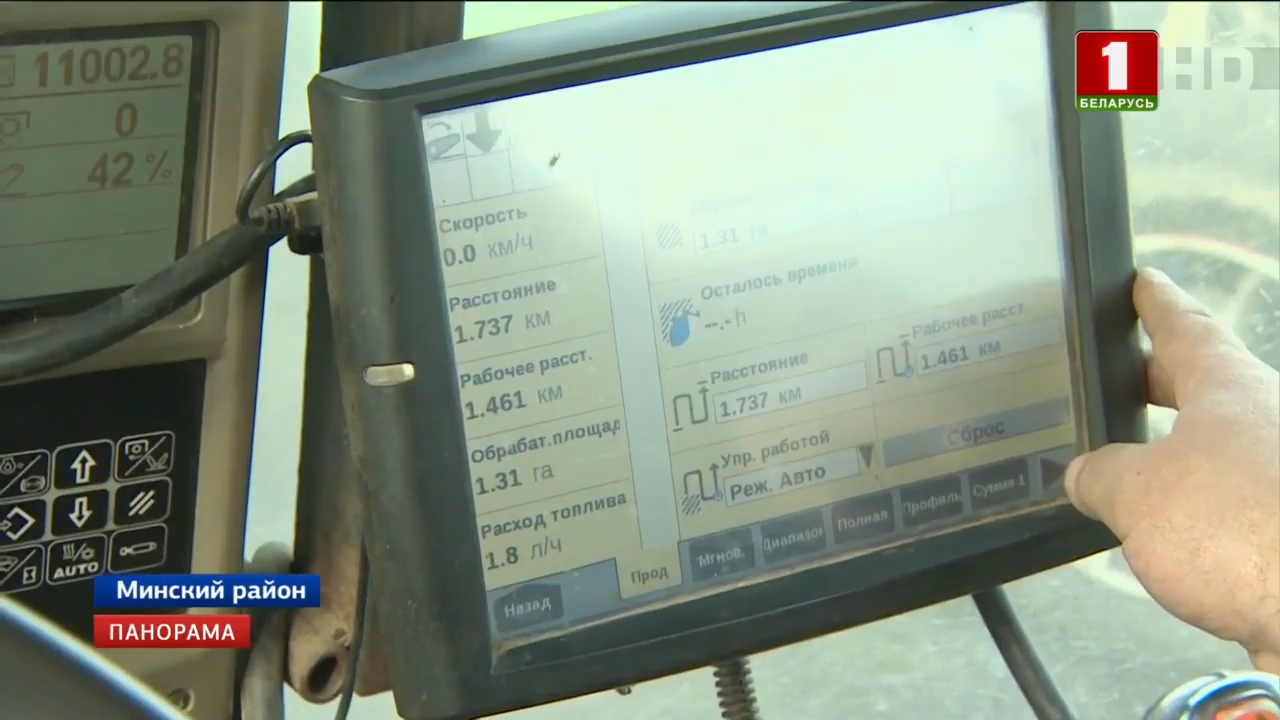 11002.8
0
42 %
1
HD
БЕЛАРУСЬ
Скорость
0.0 км/ч
Расстояние
1.737 км
Рабочее расст.
1.461 км
Обрабат.площад
1.31 га
Расход топлива
1.8 л/ч
1.31 га
Осталось времени
--.- h
Расстояние
1.737 км
Рабочее расст.
1.461 км
Упр. работой
Реж. Авто
Сброс
Назад
Прод
Мгнов.
Диапазон
Полная
Профиль
Сумма 1
AUTO
Минский район
ПАНОРАМА